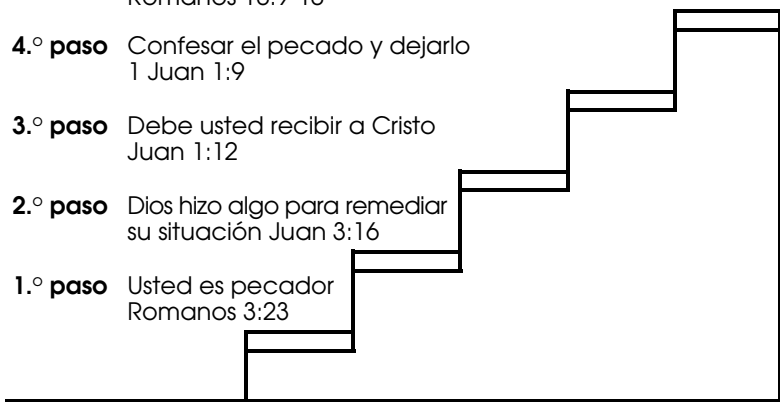 4.° paso Confesar el pecado y dejarlo
1 Juan 1:9
3.° paso Debe usted recibir a Cristo
Juan 1:12
2.° paso Dios hizo algo para remediar
su situación Juan 3:16
1.° paso Usted es pecador
Romanos 3:23